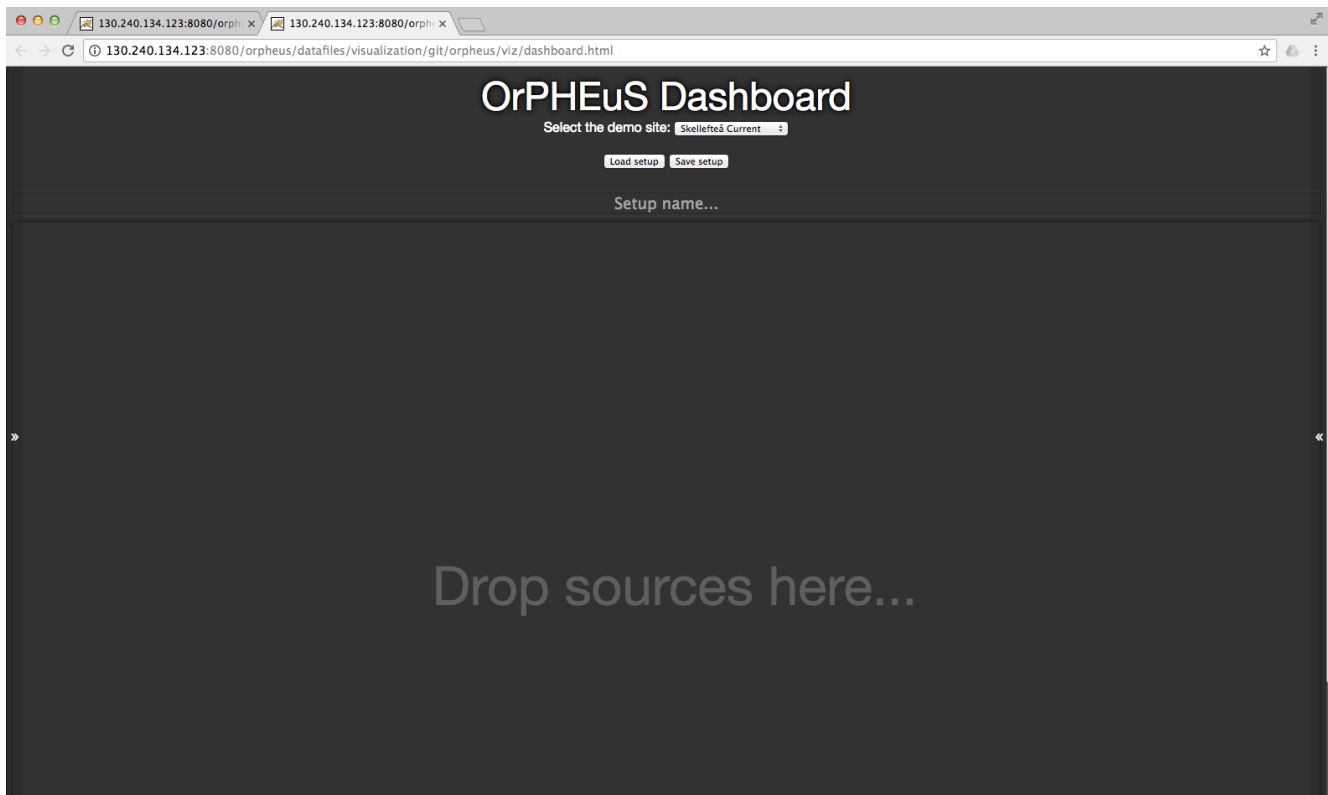 130.240.134.123:8080/orph
130.240.134.123:8080/orph
130.240.134.123:8080/orpheus/datafiles/visualization/git/orpheus/viz/dashboard.html
OrPHEuS Dashboard
Select the demo site: Skellefteå Current
Load setup Save setup
Setup name...
» «
Drop sources here...